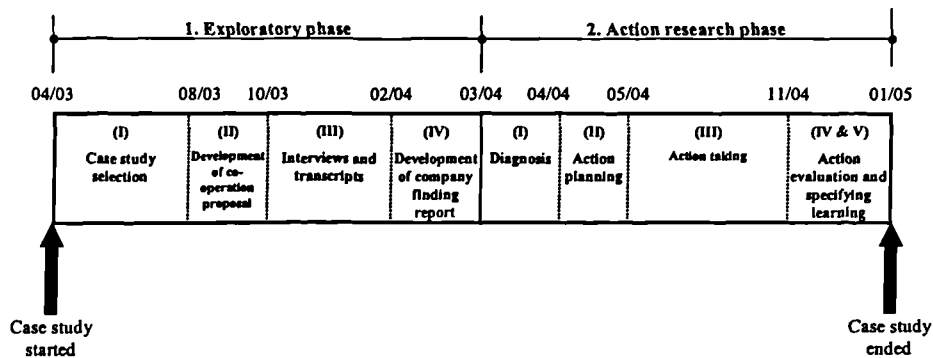 1. Exploratory phase
2. Action research phase
04/03 08/03 10/03 02/04 03/04 04/04 05/04 11/04 01/05
(I)
Case study
selection
(II)
Development
of co-
operation
proposal
(III)
Interviews and
transcripts
(IV)
Development
of company
finding
report
(I)
Diagnosis
(II)
Action
planning
(III)
Action taking
(IV & V)
Action
evaluation and
specifying
learning
Case study
started
Case study
ended